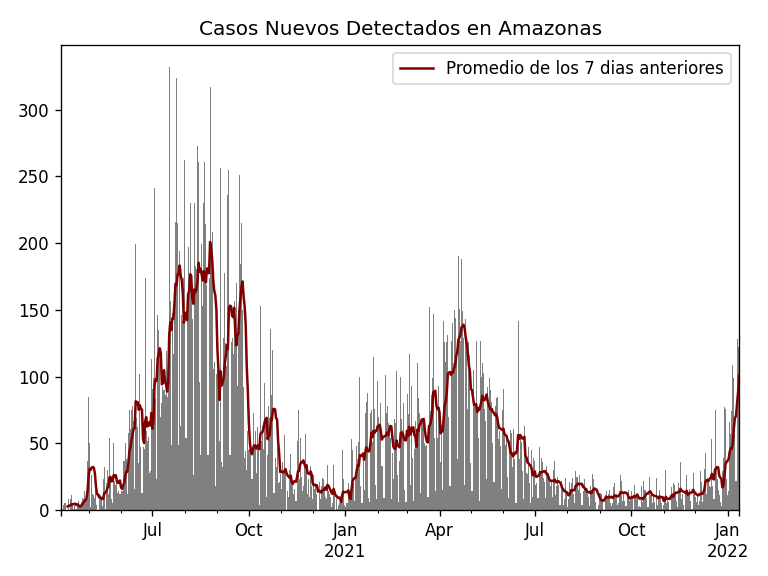 Casos Nuevos Detectados en Amazonas
Promedio de los 7 dias anteriores
300
250
200
150
100
50
0
Jul Oct Jan Apr Jul Oct Jan
2021 2022